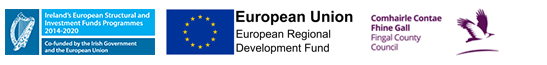 Ireland's European Structural and
Investment Funds Programmes
2014-2020
Co-funded by the Irish Government
and the European Union
European Union
European Regional
Development Fund
Comhairle Contae
Fhine Gall
Fingal County
Council